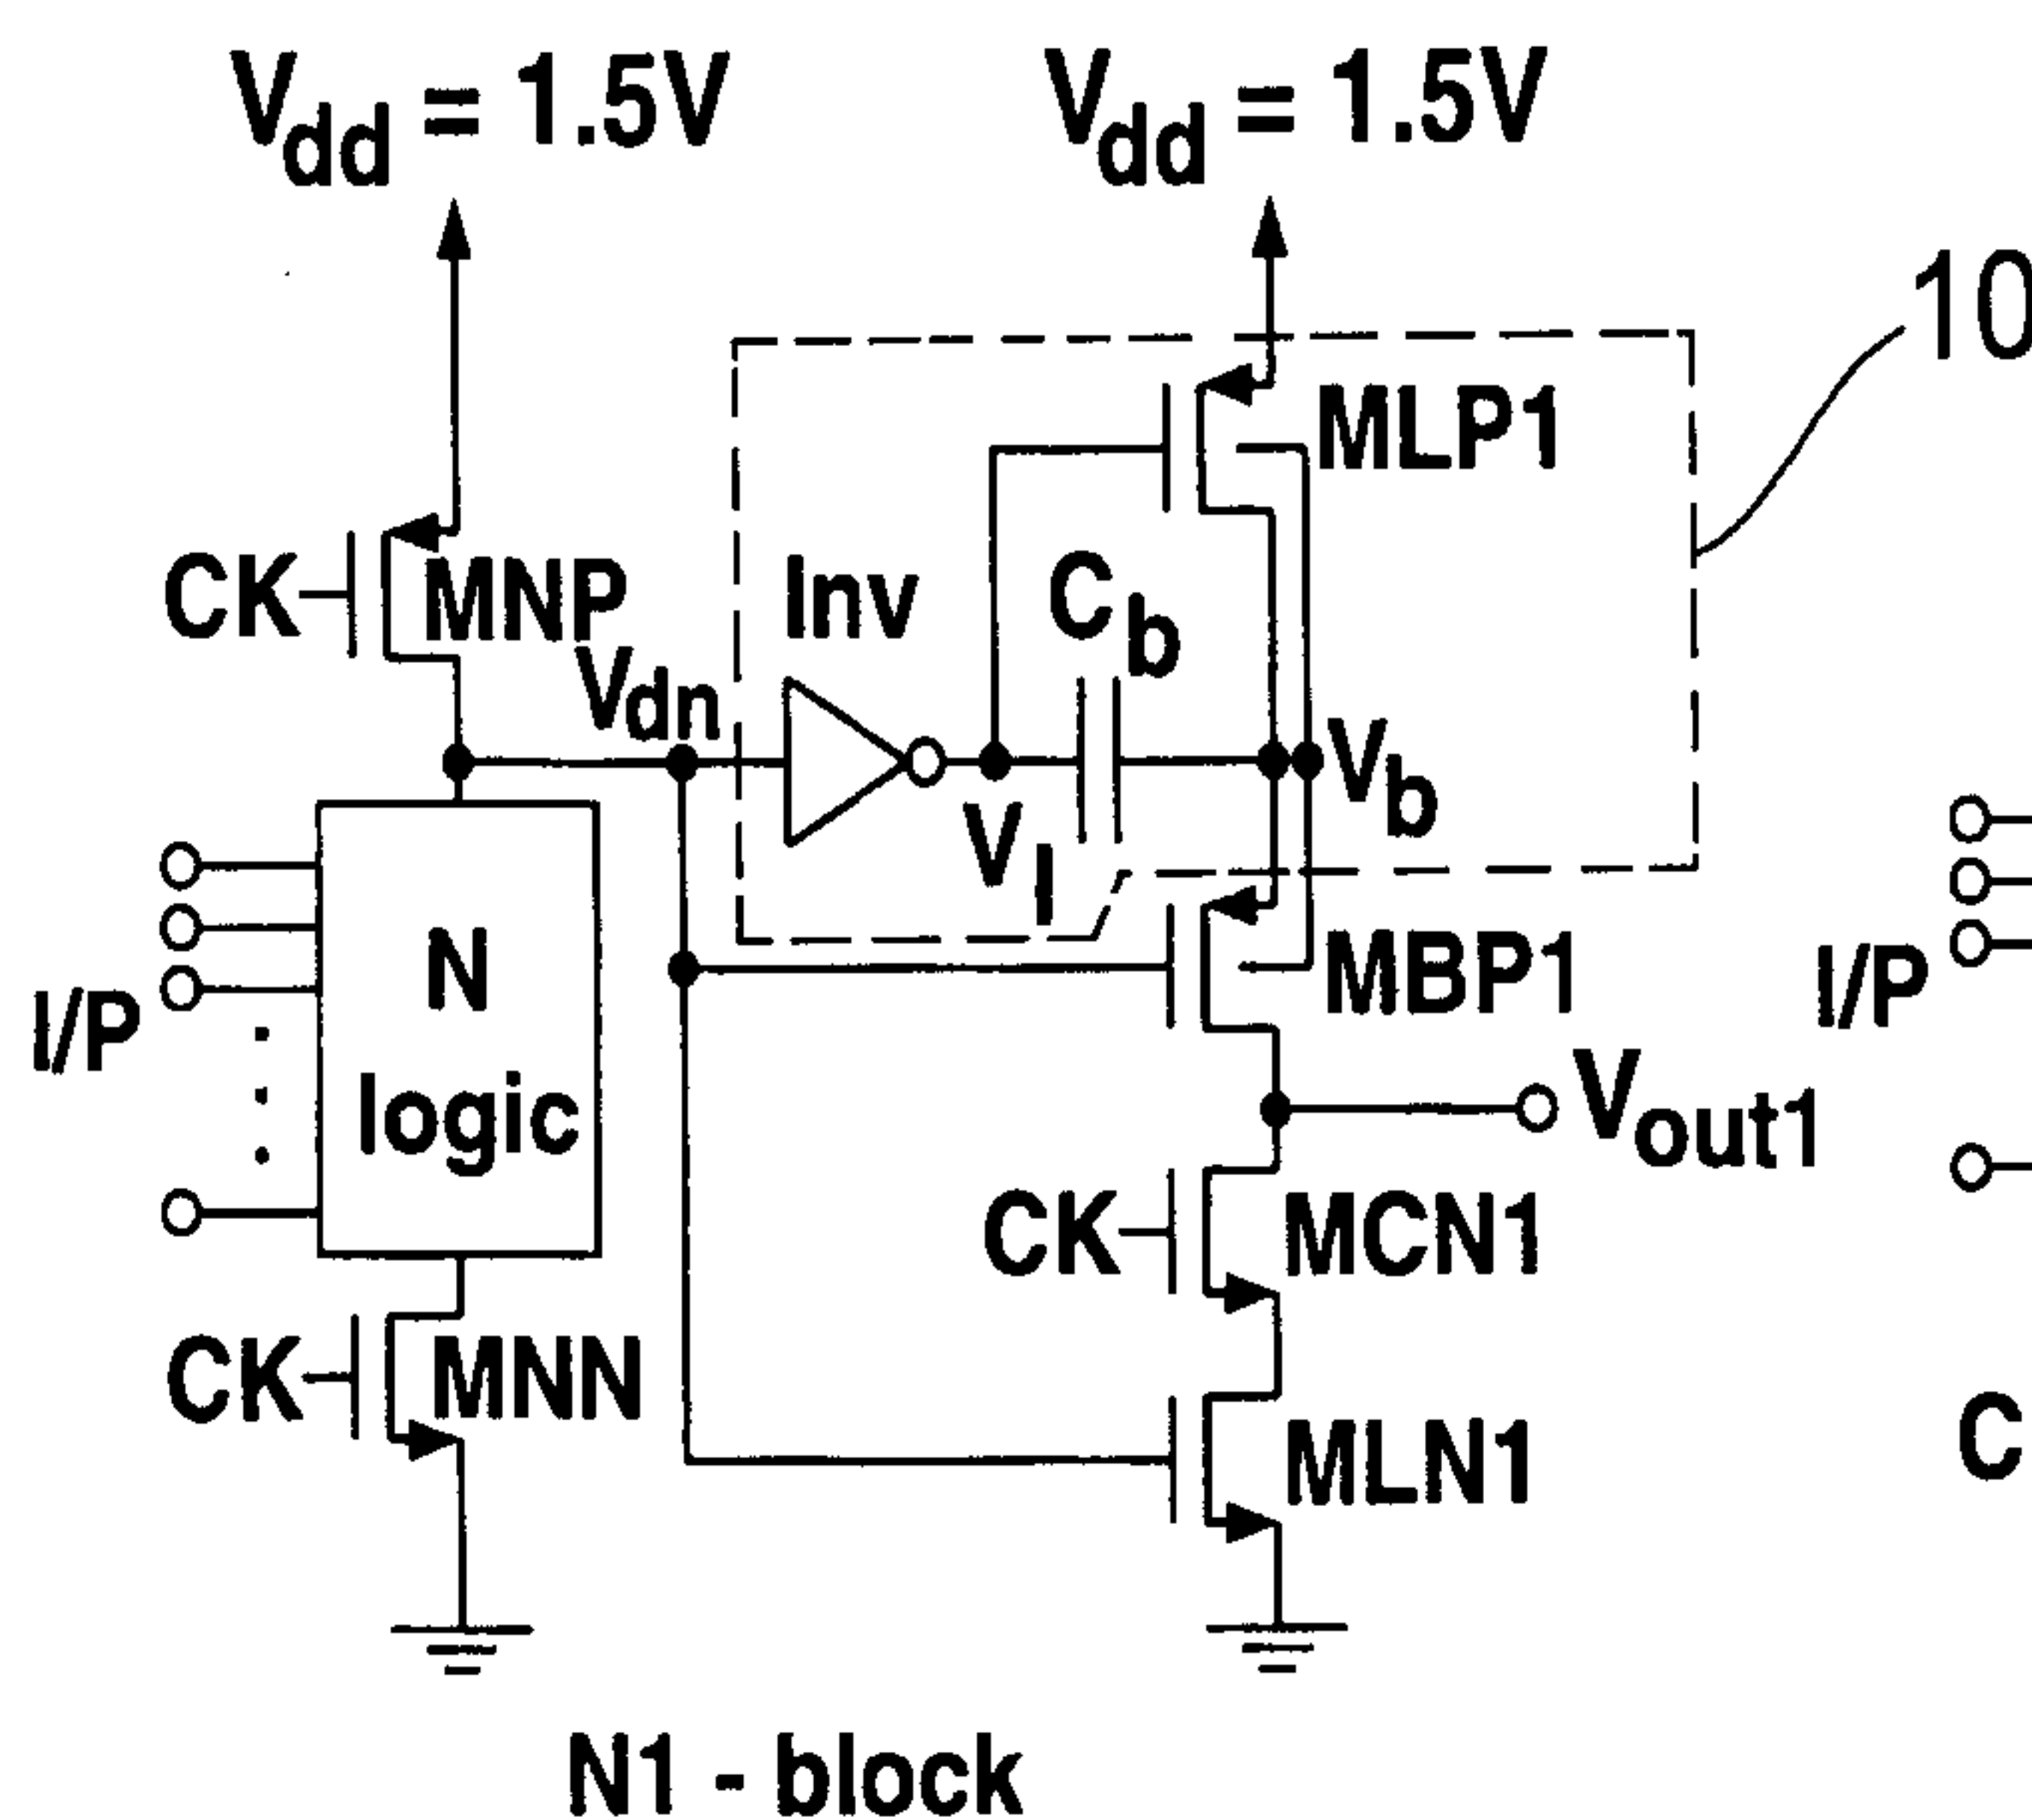 Vdd = 1.5V
Vdd = 1.5V
10
MLP1
CK
MNP
Inv
Cb
Vdn
VI
Vb
N
logic
I/P
MBP1
I/P
Vout1
CK
MCN1
CK
MNN
MLN1
C
N1 - block